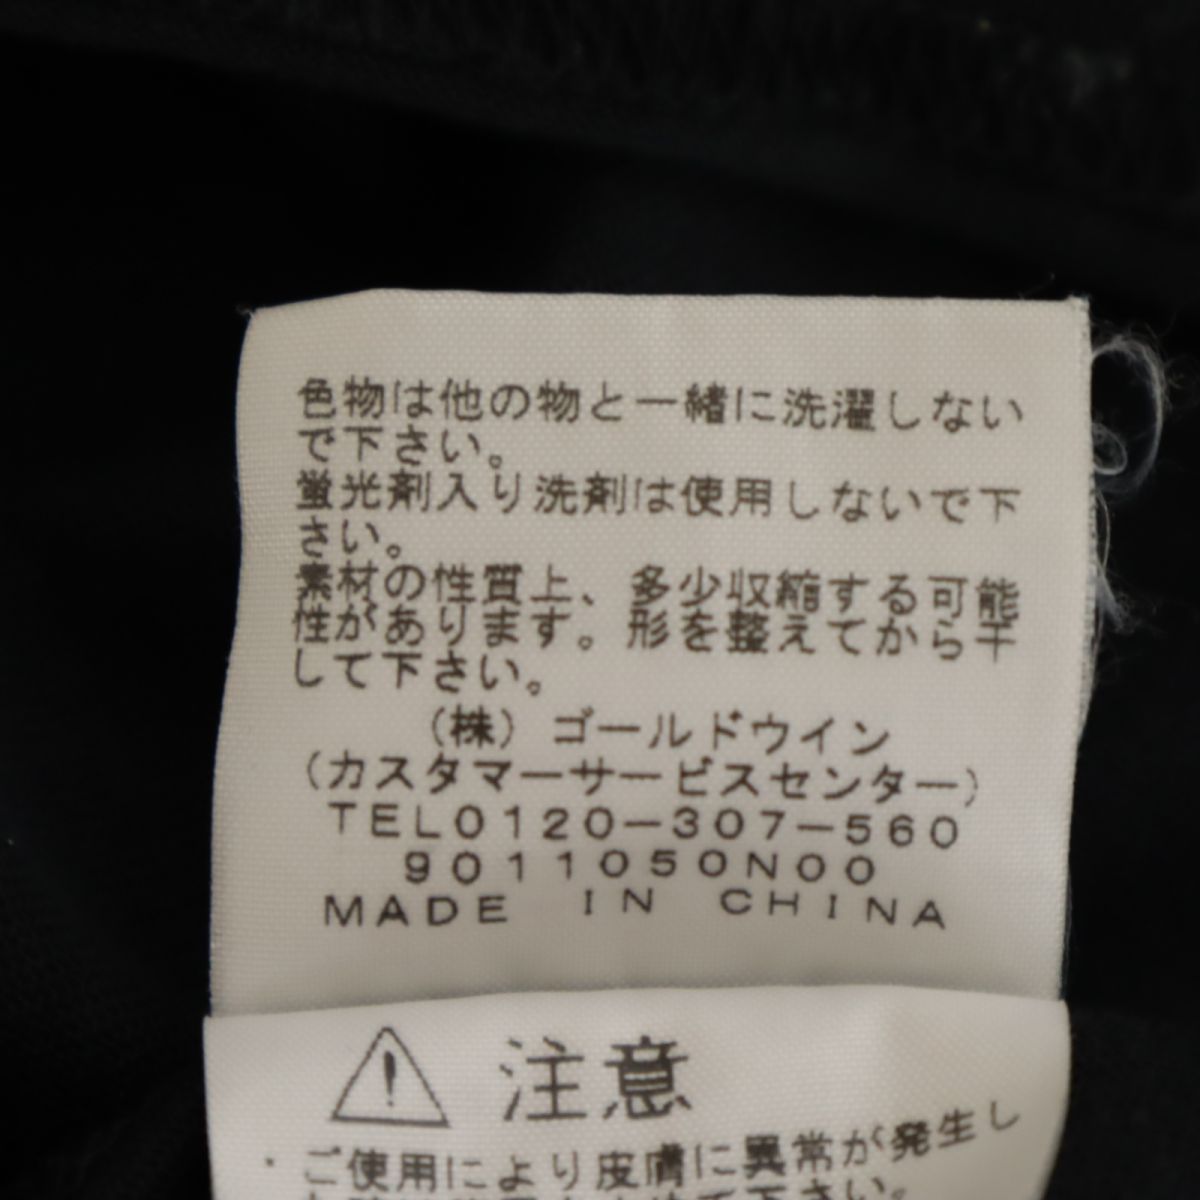 色物は他の物と一緒に洗濯しない
で下さい。
蛍光剤入り洗剤は使用しないで下
さい。
素材の性質上、多少収縮する可能
性があります。形を整えてから干
して下さい。
(株)ゴールドウイン
(カスタマーサービスセンター)
TEL0120-307-560
9011050N00
MADE IN CHINA
注意
・ご使用により皮膚に異常が発生し
下さい。